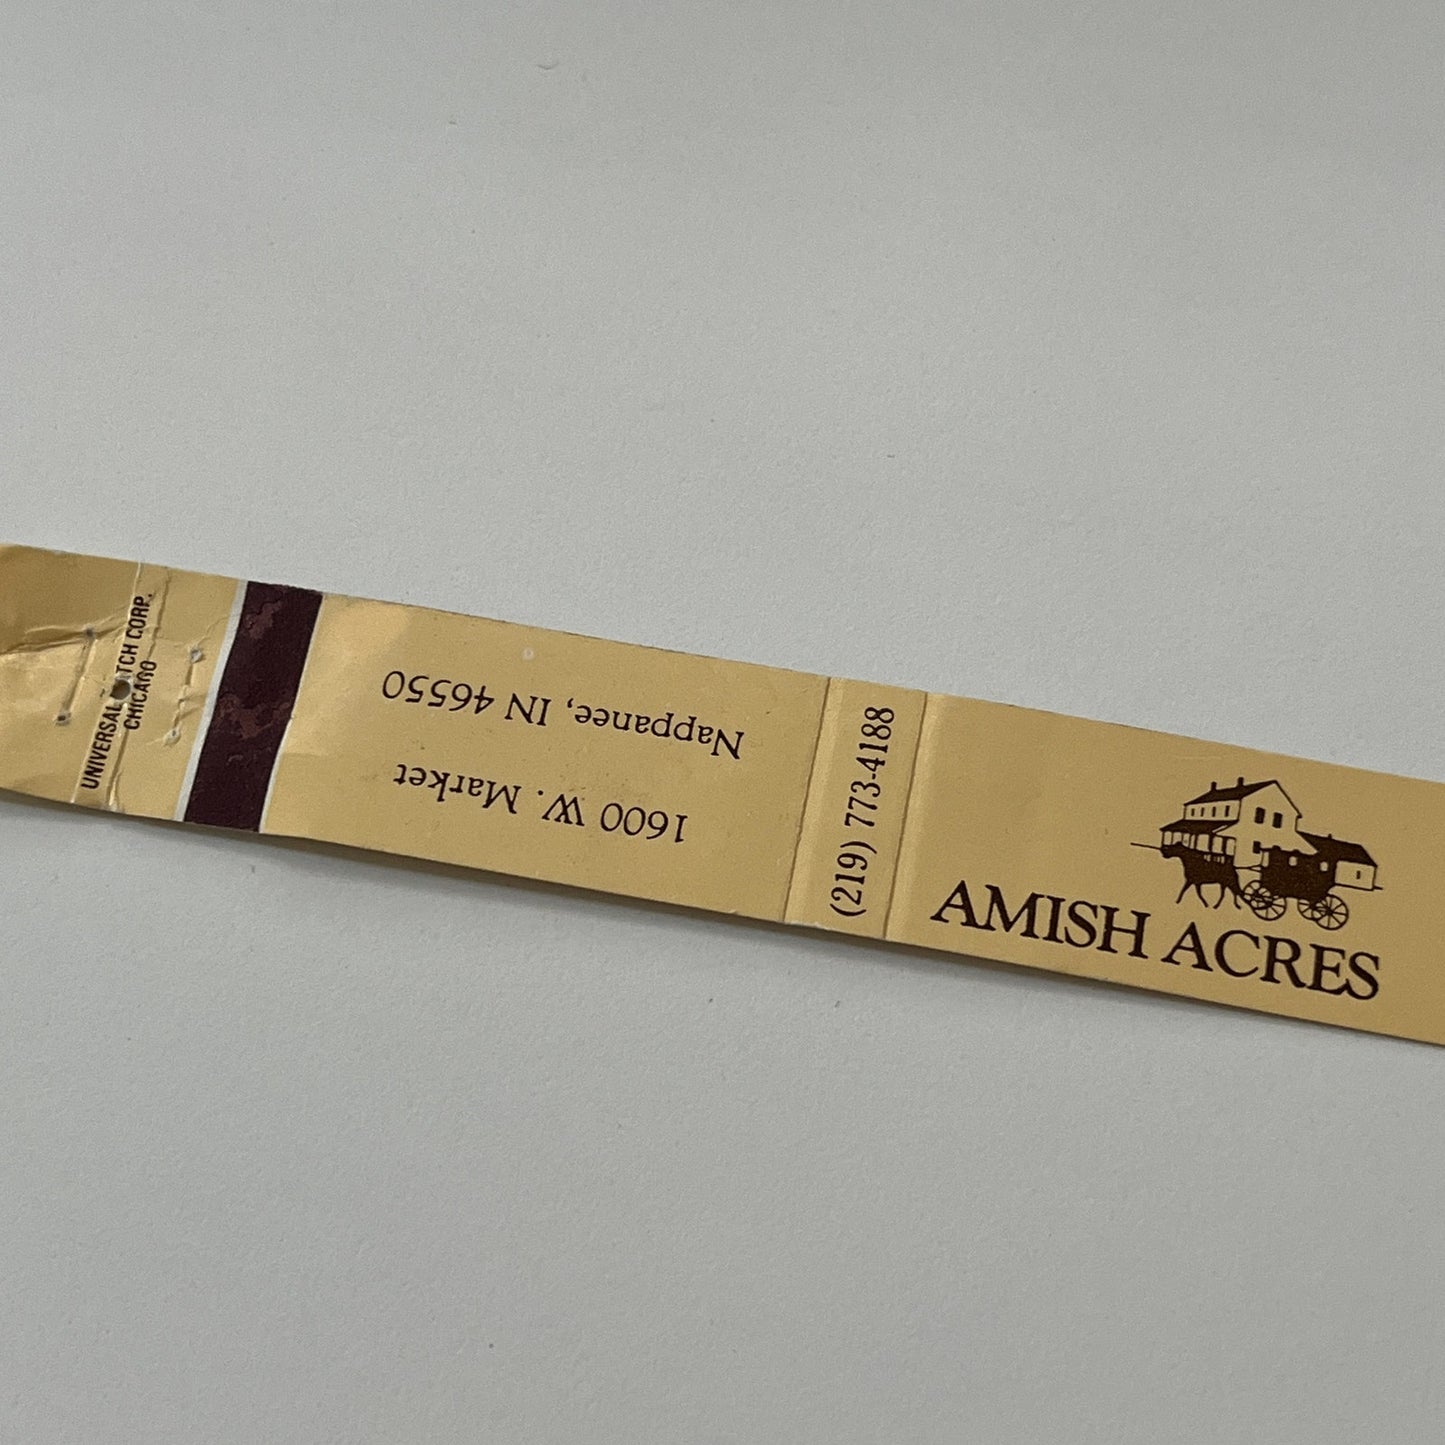 UNIVERSAL MATCH CORP.
CHICAGO
1600 W. Market
Nappanee, IN 46550
(219) 773-4188
AMISH ACRES